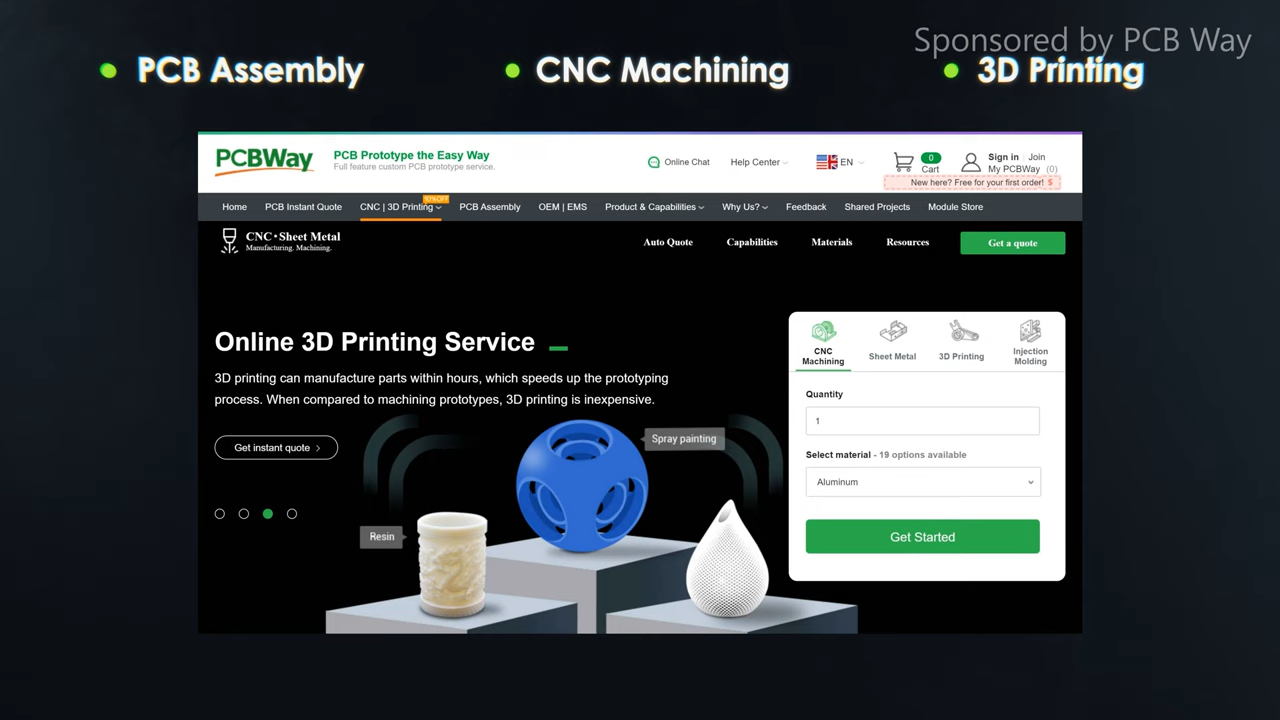 Sponsored by PCB Way
PCB Assembly
CNC Machining
3D Printing
PCBWay
PCB Prototype the Easy Way
Full feature custom PCB prototype service.
Online Chat
Help Center
EN
0
Cart
Sign in
Join
My PCBWay (0)
New here? Free for your first order! $
Home
PCB Instant Quote
CNC | 3D Printing
PCB Assembly
OEM | EMS
Product & Capabilities
Why Us?
Feedback
Shared Projects
Module Store
CNC•Sheet Metal
Manufacturing. Machining.
Auto Quote
Capabilities
Materials
Resources
Get a quote
Online 3D Printing Service
3D printing can manufacture parts within hours, which speeds up the prototyping
process. When compared to machining prototypes, 3D printing is inexpensive.
Get instant quote
Spray painting
Resin
CNC
Machining
Sheet Metal
3D Printing
Injection
Molding
Quantity
1
Select material - 19 options available
Aluminum
Get Started